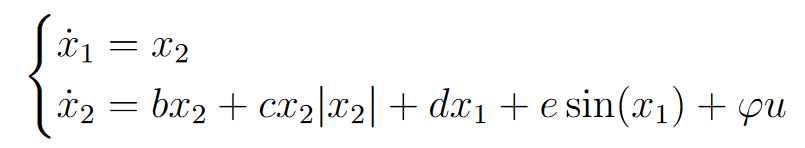 ẋ₁ = x₂
ẋ₂ = bx₂ + cx₂|x₂| + dx₁ + e sin(x₁) + φu